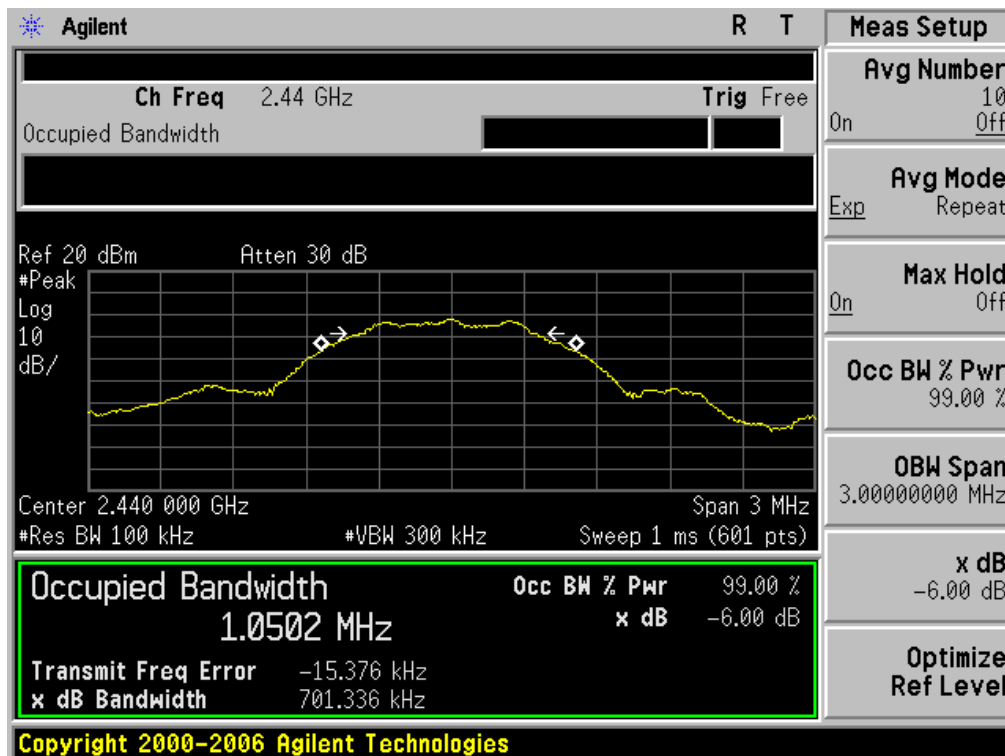 Agilent R T
Ch Freq 2.44 GHz Trig Free
Occupied Bandwidth
Ref 20 dBm Atten 30 dB
#Peak
Log
10
dB/
Center 2.440 000 GHz Span 3 MHz
#Res BW 100 kHz #VBW 300 kHz Sweep 1 ms (601 pts)
Occupied Bandwidth Occ BW % Pwr 99.00 %
1.0502 MHz x dB -6.00 dB
Transmit Freq Error -15.376 kHz
x dB Bandwidth 701.336 kHz
Copyright 2000-2006 Agilent Technologies
Meas Setup
Avg Number
10
On Off
Avg Mode
Exp Repeat
Max Hold
On Off
Occ BW % Pwr
99.00 %
OBW Span
3.00000000 MHz
x dB
-6.00 dB
Optimize
Ref Level